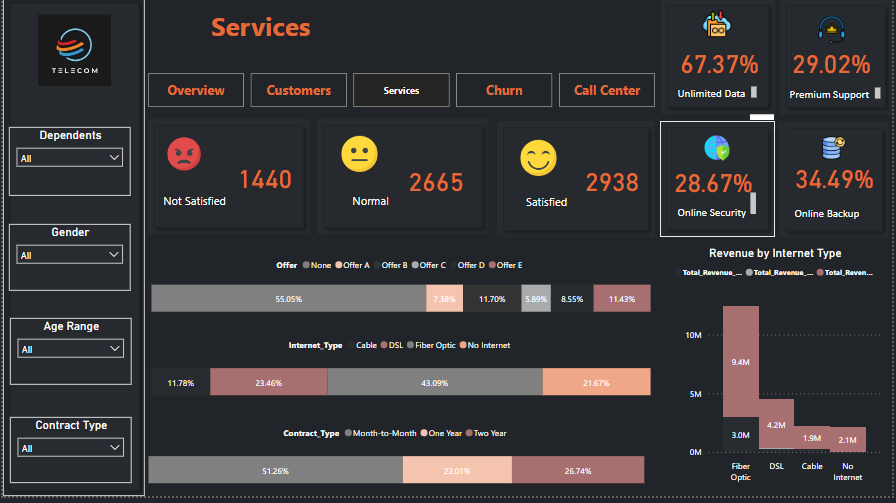 TELECOM
Services
Overview
Customers
Services
Churn
Call Center
67.37%
Unlimited Data
29.02%
Premium Support
Dependents
All
Gender
All
Age Range
All
Contract Type
All
1440
Not Satisfied
2665
Normal
2938
Satisfied
28.67%
Online Security
34.49%
Online Backup
Offer None Offer A Offer B Offer C Offer D Offer E
55.05% 7.38% 11.70% 5.89% 8.55% 11.43%
Internet_Type Cable DSL Fiber Optic No Internet
11.78% 23.46% 43.09% 21.67%
Contract_Type Month-to-Month One Year Two Year
51.26% 22.01% 26.74%
Revenue by Internet Type
Total_Revenue_... Total_Revenue_... Total_Reven...
10M
5M
0M
9.4M
3.0M
4.2M
1.9M
2.1M
Fiber
Optic
DSL
Cable
No
Internet